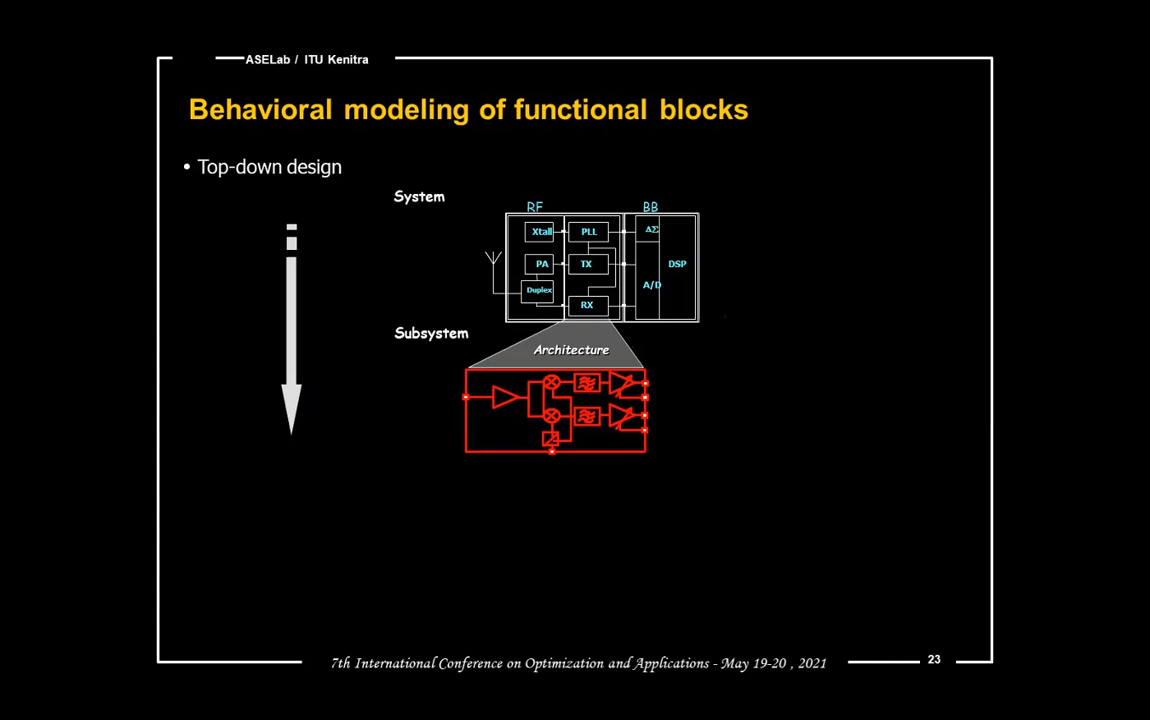 ASELab / ITU Kenitra
Behavioral modeling of functional blocks
• Top-down design
System
RF
BB
Xtall
PLL
ΔΣ
PA
TX
DSP
Duplex
A/D
RX
Subsystem
Architecture
7th International Conference on Optimization and Applications - May 19-20 , 2021
23